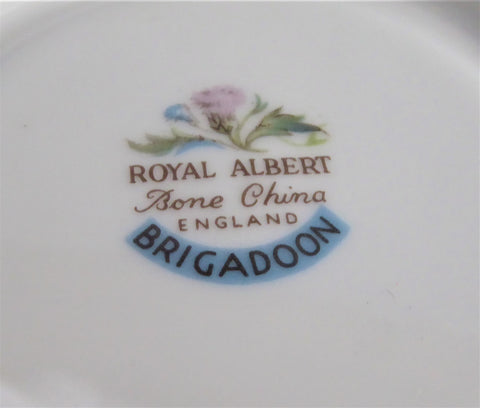 ROYAL ALBERT
Bone China
ENGLAND
BRIGADOON